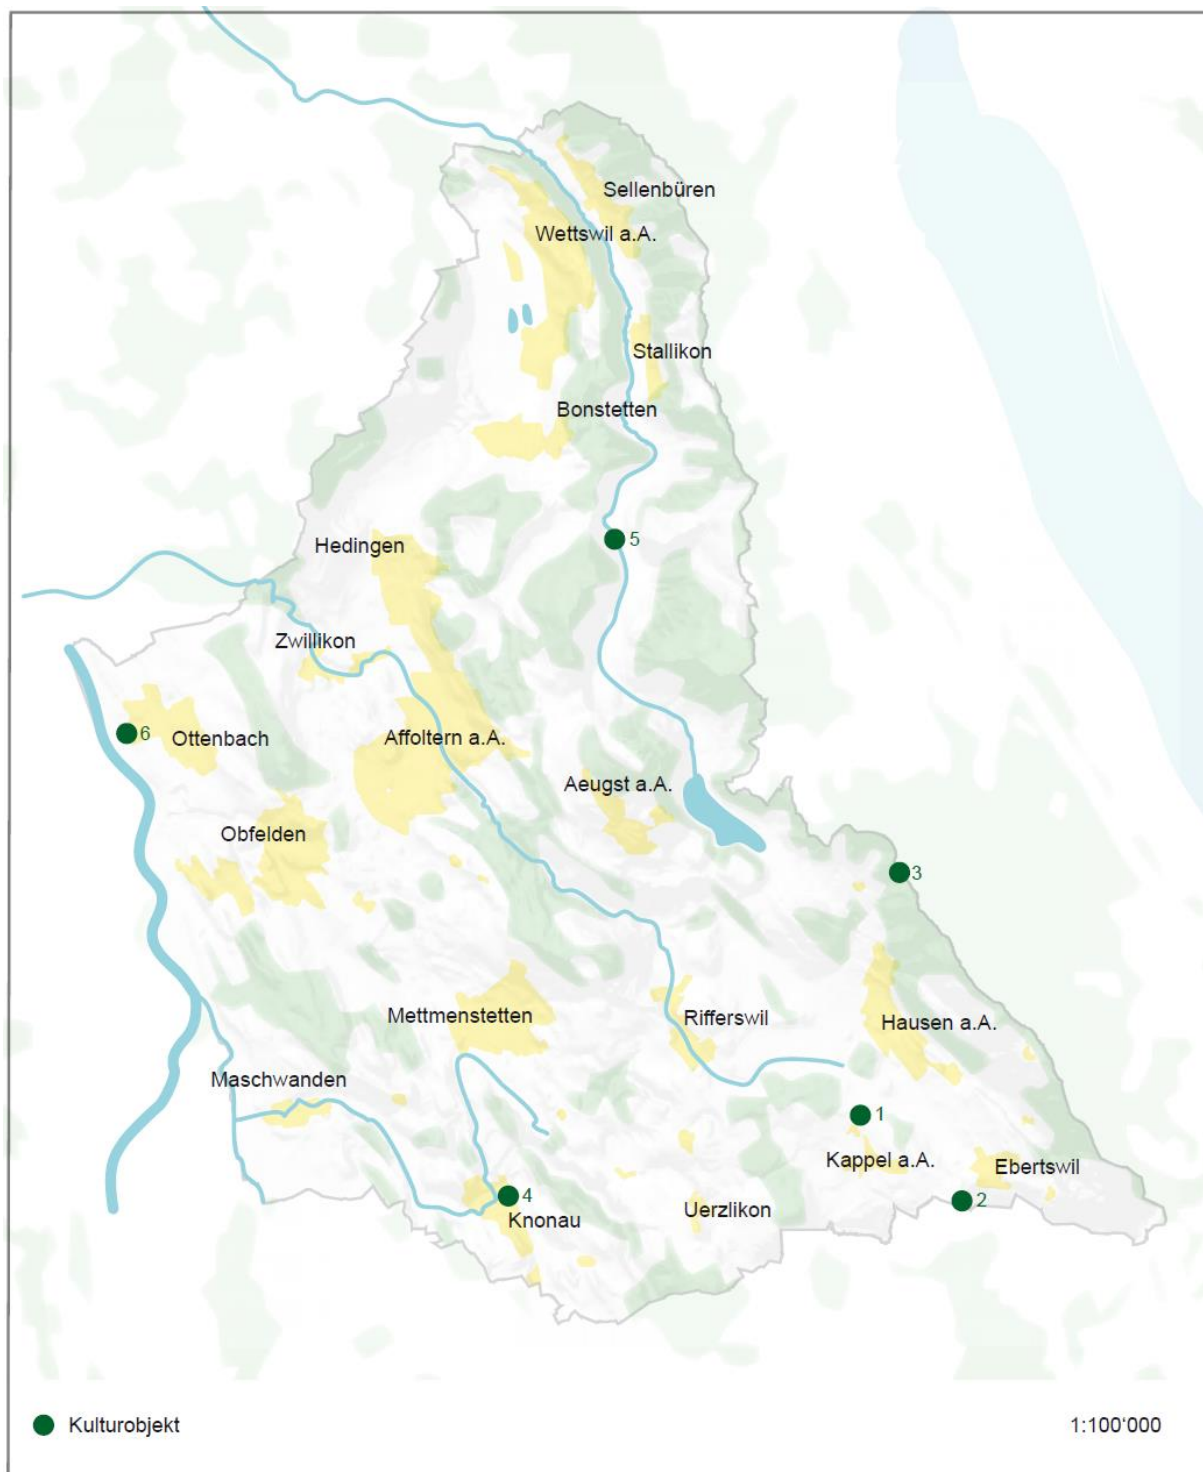 Sellenbüren
Wettswil a.A.
Stallikon
Bonstetten
5
Hedingen
Zwillikon
6
Ottenbach
Affoltern a.A.
Aeugst a.A.
Obfelden
3
Mettmenstetten
Rifferswil
Hausen a.A.
Maschwanden
1
Kappel a.A.
Ebertswil
4
2
Knonau
Uerzlikon
Kulturobjekt
1:100'000